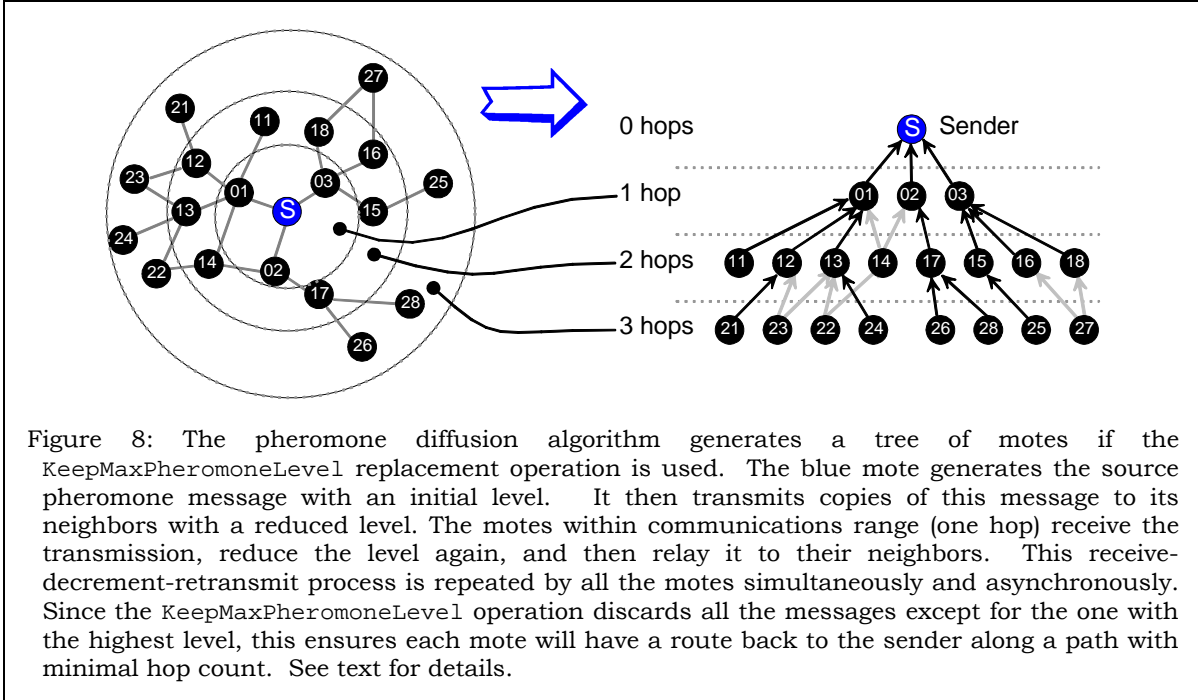 27
21
11
18
12
16
23
01
03
25
13
S
15
24
14
22
02
17
28
26
0 hops
S Sender
1 hop
01 02 03
2 hops
11 12 13 14 17 15 16 18
3 hops
21 23 22 24 26 28 25 27
Figure 8: The pheromone diffusion algorithm generates a tree of motes if the
KeepMaxPheromoneLevel replacement operation is used. The blue mote generates the source
pheromone message with an initial level. It then transmits copies of this message to its
neighbors with a reduced level. The motes within communications range (one hop) receive the
transmission, reduce the level again, and then relay it to their neighbors. This receive-
decrement-retransmit process is repeated by all the motes simultaneously and asynchronously.
Since the KeepMaxPheromoneLevel operation discards all the messages except for the one with
the highest level, this ensures each mote will have a route back to the sender along a path with
minimal hop count. See text for details.